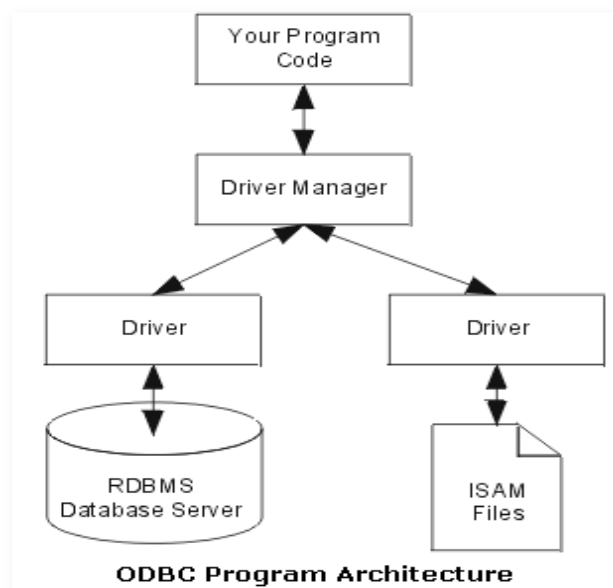 Your Program
Code
Driver Manager
Driver
Driver
RDBMS
Database Server
ISAM
Files
ODBC Program Architecture